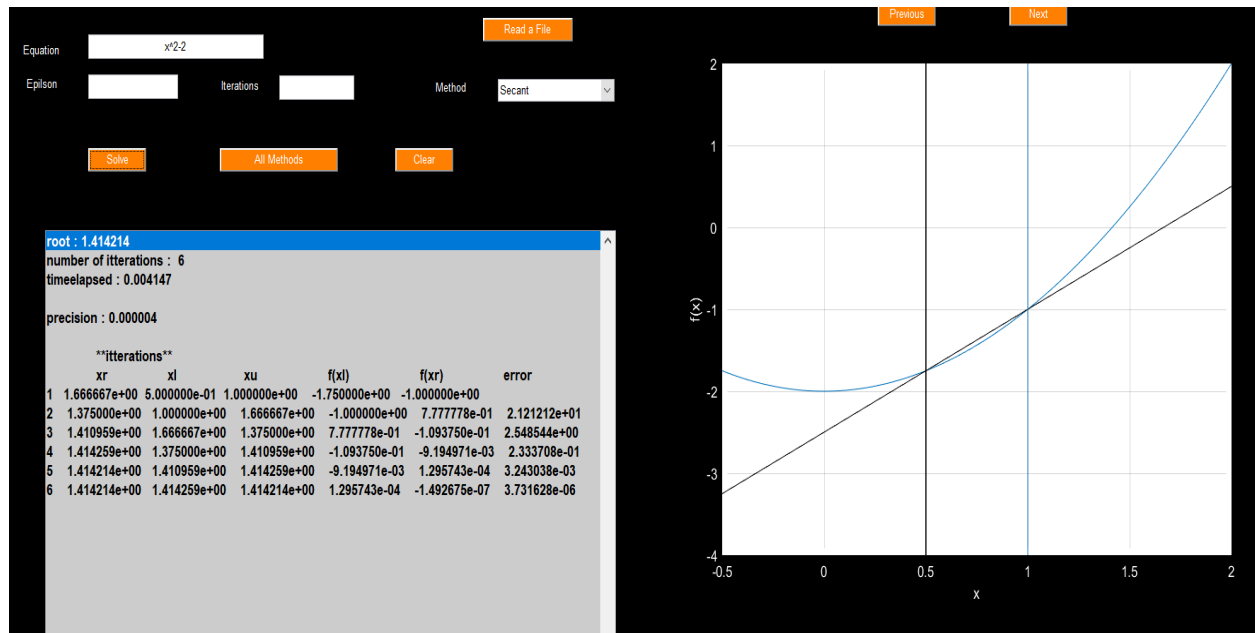 Read a File
Previous Next
Equation x^2-2
Epilson Iterations Method Secant
Solve All Methods Clear
root : 1.414214
number of itterations : 6
timeelapsed : 0.004147
precision : 0.000004
**itterations**
xr xl xu f(xl) f(xr) error
1 1.666667e+00 5.000000e-01 1.000000e+00 -1.750000e+00 -1.000000e+00
2 1.375000e+00 1.000000e+00 1.666667e+00 -1.000000e+00 7.777778e-01 2.121212e+01
3 1.410959e+00 1.666667e+00 1.375000e+00 7.777778e-01 -1.093750e-01 2.548544e+00
4 1.414259e+00 1.375000e+00 1.410959e+00 -1.093750e-01 -9.194971e-03 2.333708e-01
5 1.414214e+00 1.410959e+00 1.414259e+00 -9.194971e-03 1.295743e-04 3.243038e-03
6 1.414214e+00 1.414259e+00 1.414214e+00 1.295743e-04 -1.492675e-07 3.731628e-06
2
1
0
-1
-2
-3
-4
f(x)
-0.5 0 0.5 1 1.5 2
x